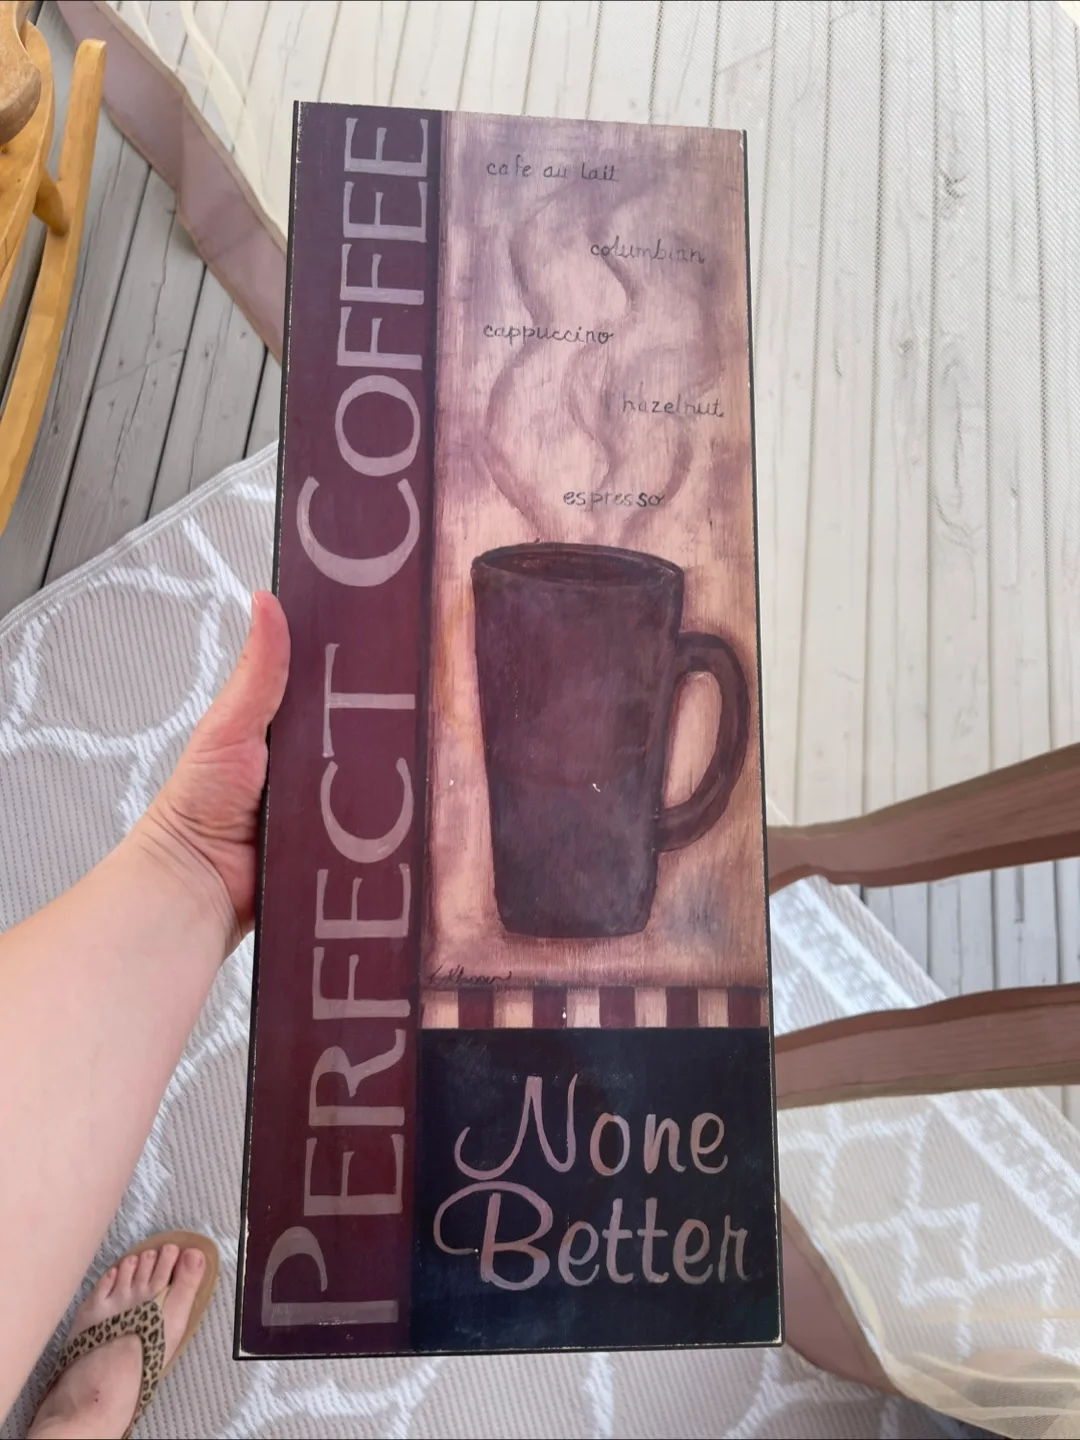 PERFECT COFFEE
cafe au lait
columbian
cappuccino
hazelnut
espresso
None
Better